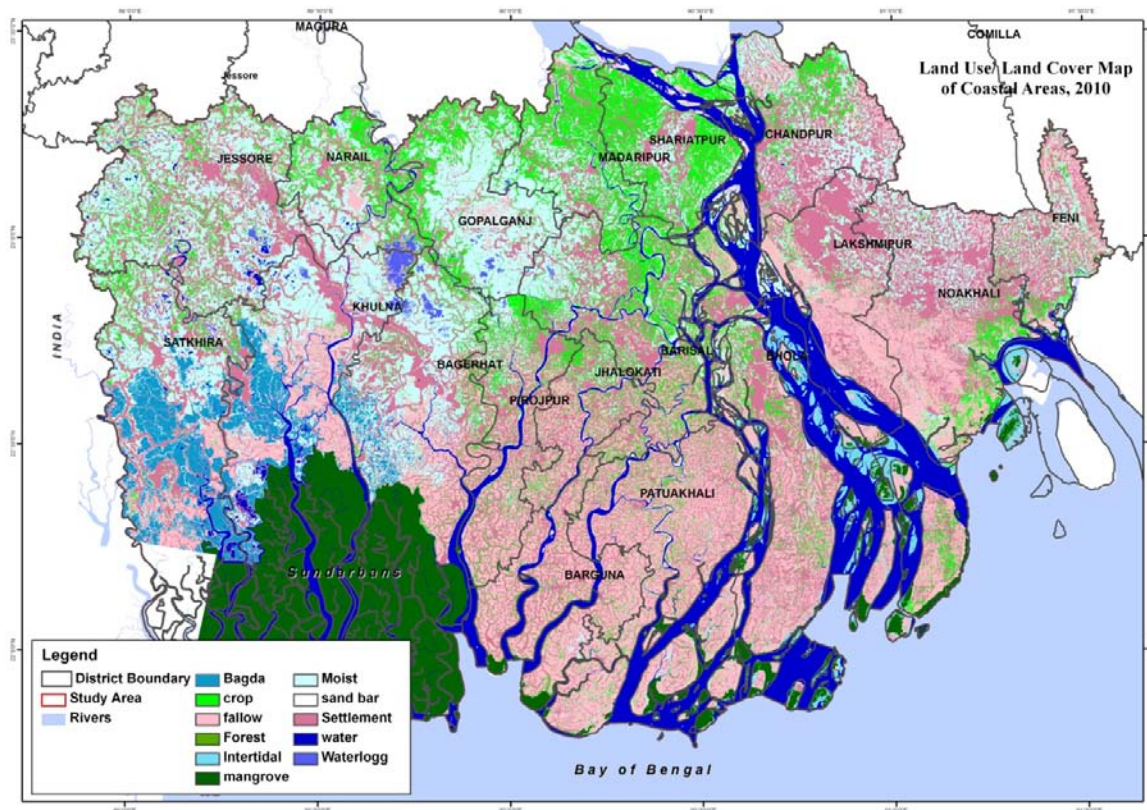 MAGURA
COMILLA
Land Use/ Land Cover Map
of Coastal Areas, 2010
Jessore
SHARIATPUR
CHANDPUR
JESSORE
NARAIL
MADARIPUR
GOPALGANJ
FENI
LAKSHMIPUR
NOAKHALI
KHULNA
INDIA
SATKHIRA
BARISAL
BHOLA
BAGERHAT
JHALOKATI
PIROJPUR
PATUAKHALI
BARGUNA
Sundarbans
Legend
District Boundary
Study Area
Rivers
Bagda
crop
fallow
Forest
Intertidal
mangrove
Moist
sand bar
Settlement
water
Waterlogg
Bay of Bengal